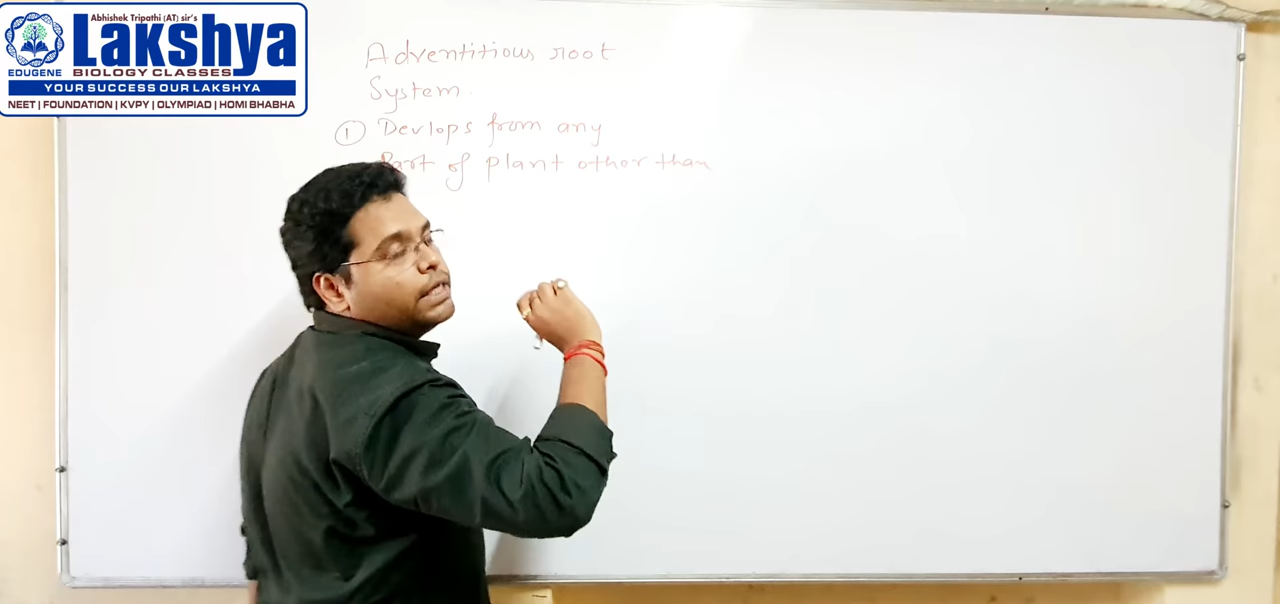 Abhishek Tripathi (AT) sir's
Lakshya
EDUGENE
BIOLOGY CLASSES
YOUR SUCCESS OUR LAKSHYA
NEET | FOUNDATION | KVPY | OLYMPIAD | HOMI BHABHA
Adventitious root
System.
① Devlops from any
Part of plant other than